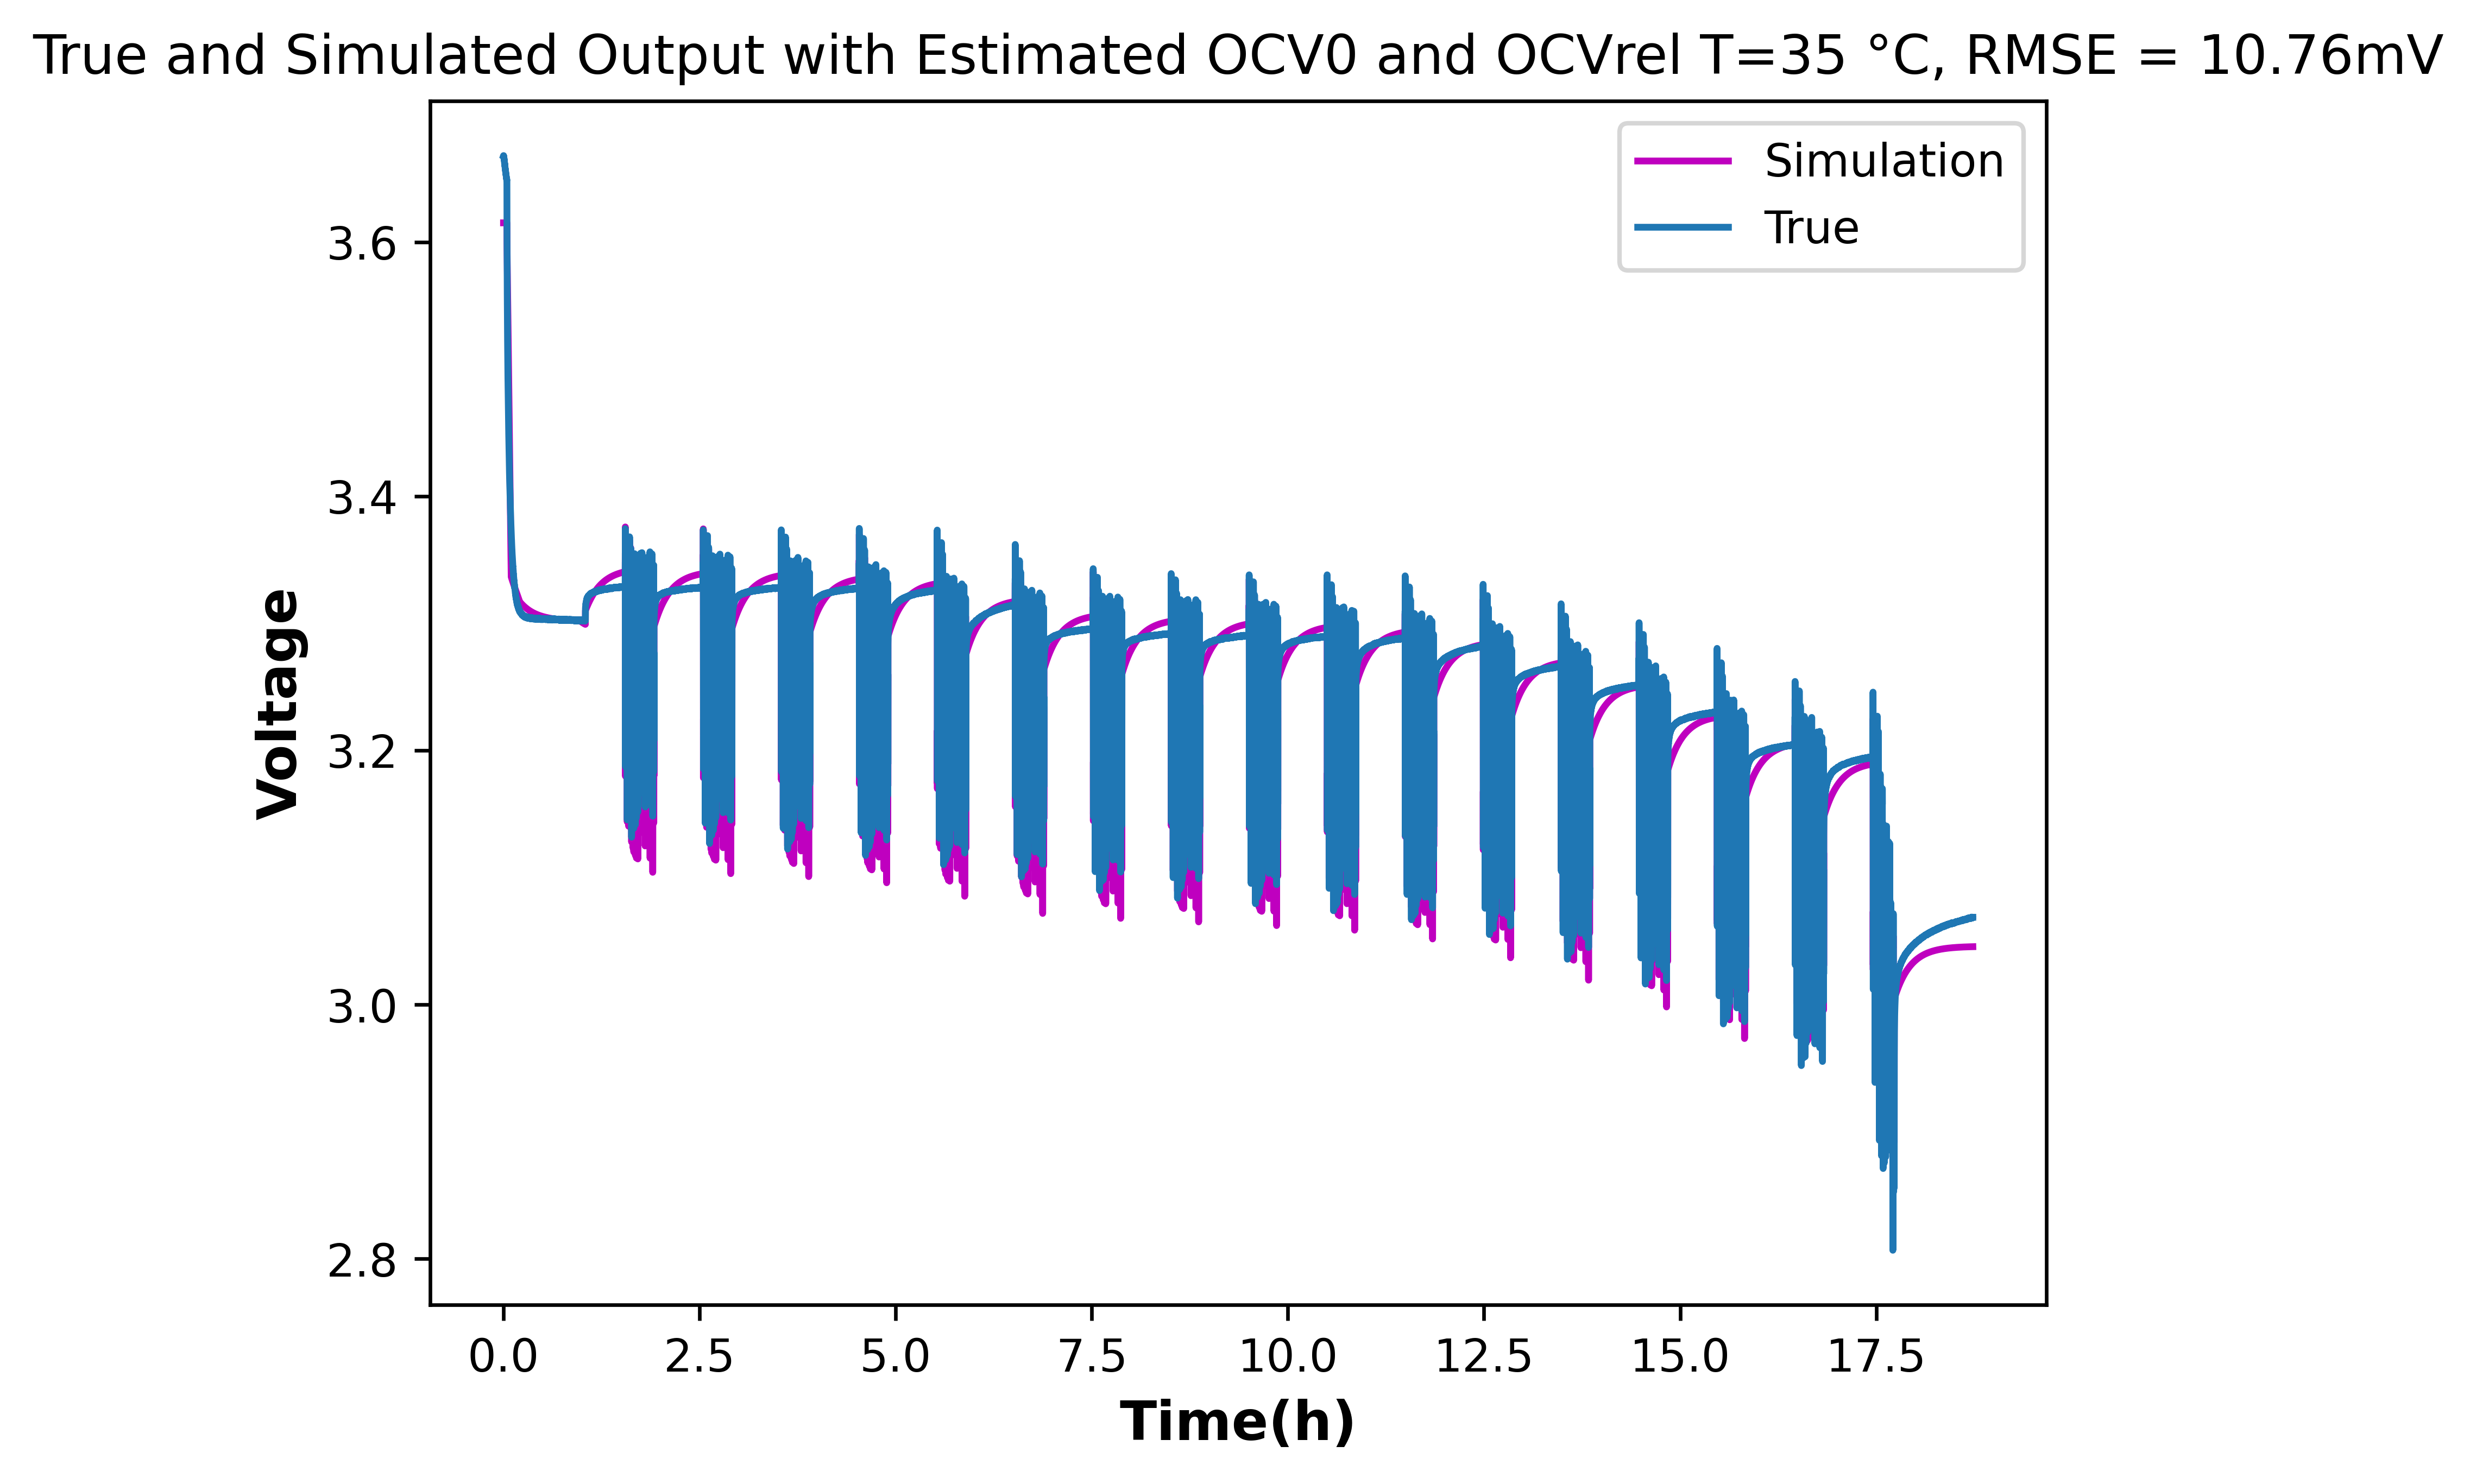 True and Simulated Output with Estimated OCV0 and OCVrel T=35 °C, RMSE = 10.76mV
Simulation
True
3.6
3.4
3.2
3.0
2.8
Voltage
0.0 2.5 5.0 7.5 10.0 12.5 15.0 17.5
Time(h)